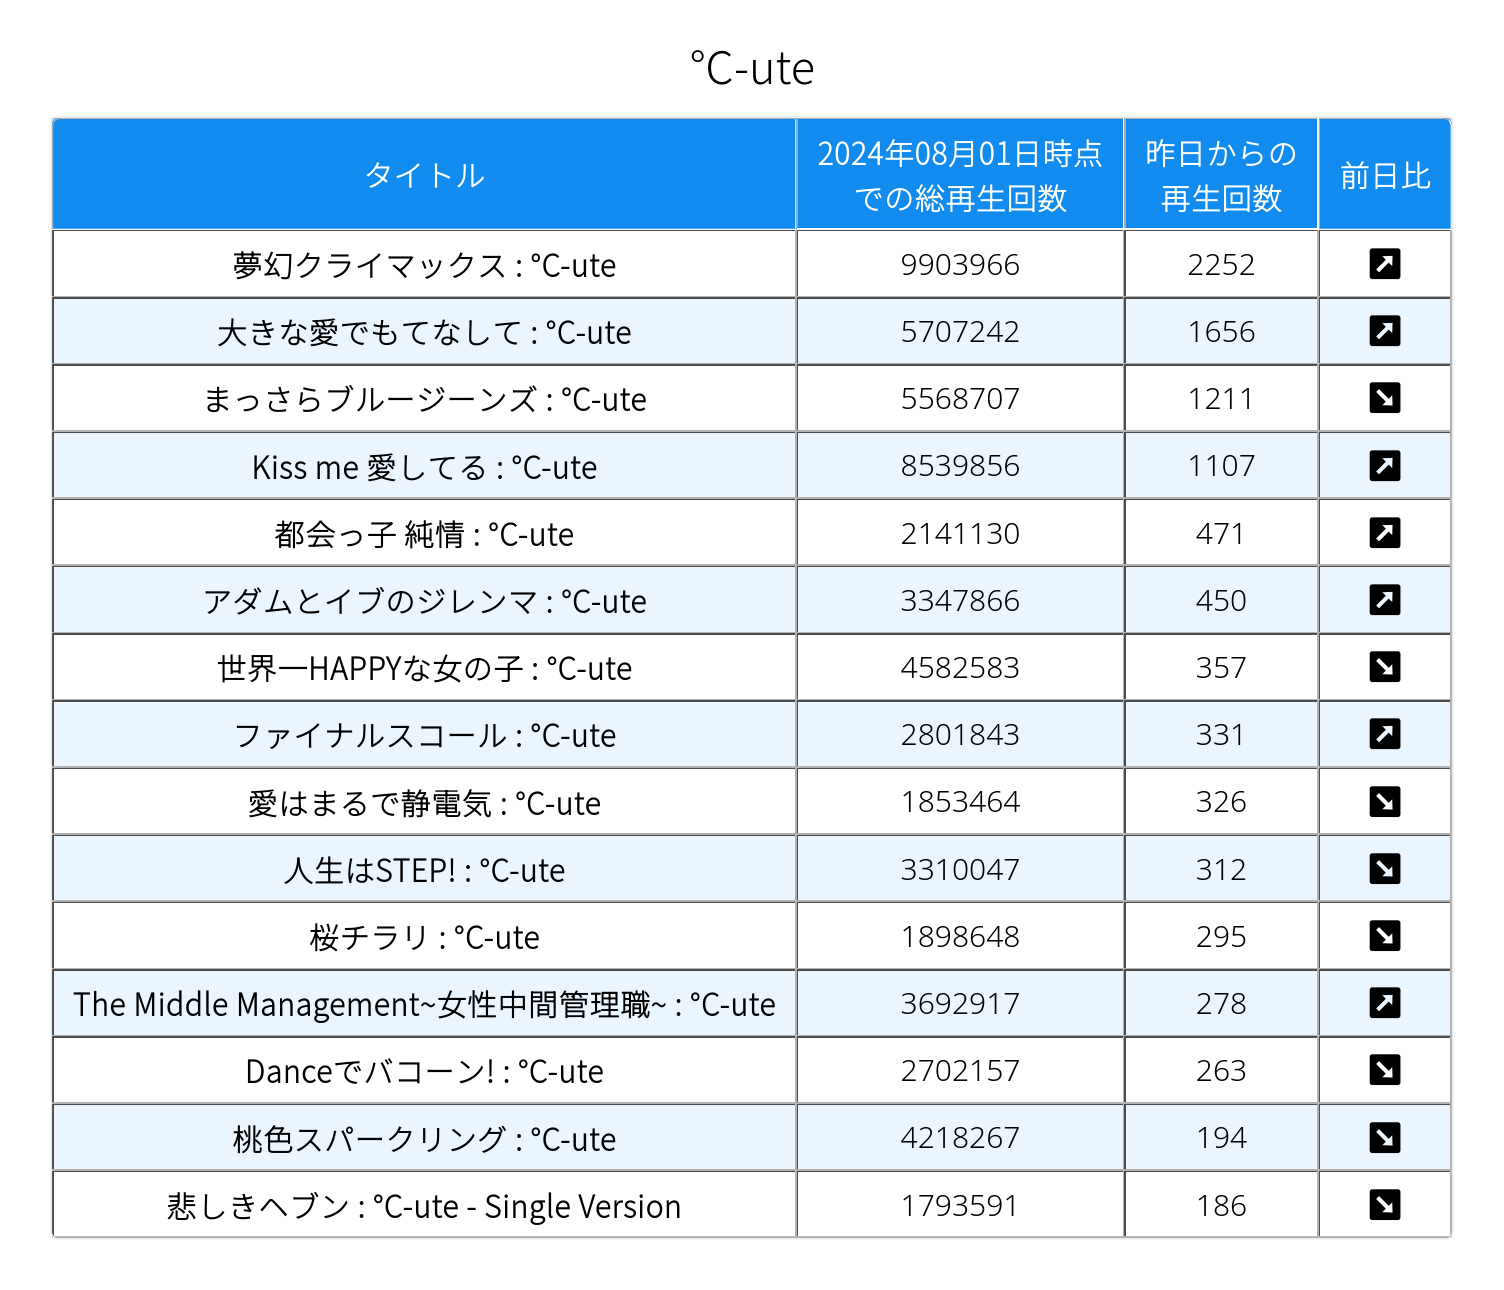 °C-ute
タイトル 2024年08月01日時点での総再生回数 昨日からの再生回数 前日比
夢幻クライマックス : °C-ute 9903966 2252 ↗
大きな愛でもてなして : °C-ute 5707242 1656 ↗
まっさらブルージーンズ : °C-ute 5568707 1211 ↘
Kiss me 愛してる : °C-ute 8539856 1107 ↗
都会っ子 純情 : °C-ute 2141130 471 ↗
アダムとイブのジレンマ : °C-ute 3347866 450 ↗
世界一HAPPYな女の子 : °C-ute 4582583 357 ↘
ファイナルスコール : °C-ute 2801843 331 ↗
愛はまるで静電気 : °C-ute 1853464 326 ↘
人生はSTEP! : °C-ute 3310047 312 ↘
桜チラリ : °C-ute 1898648 295 ↘
The Middle Management~女性中間管理職~ : °C-ute 3692917 278 ↗
Danceでバコーン! : °C-ute 2702157 263 ↘
桃色スパークリング : °C-ute 4218267 194 ↘
悲しきヘブン : °C-ute - Single Version 1793591 186 ↘